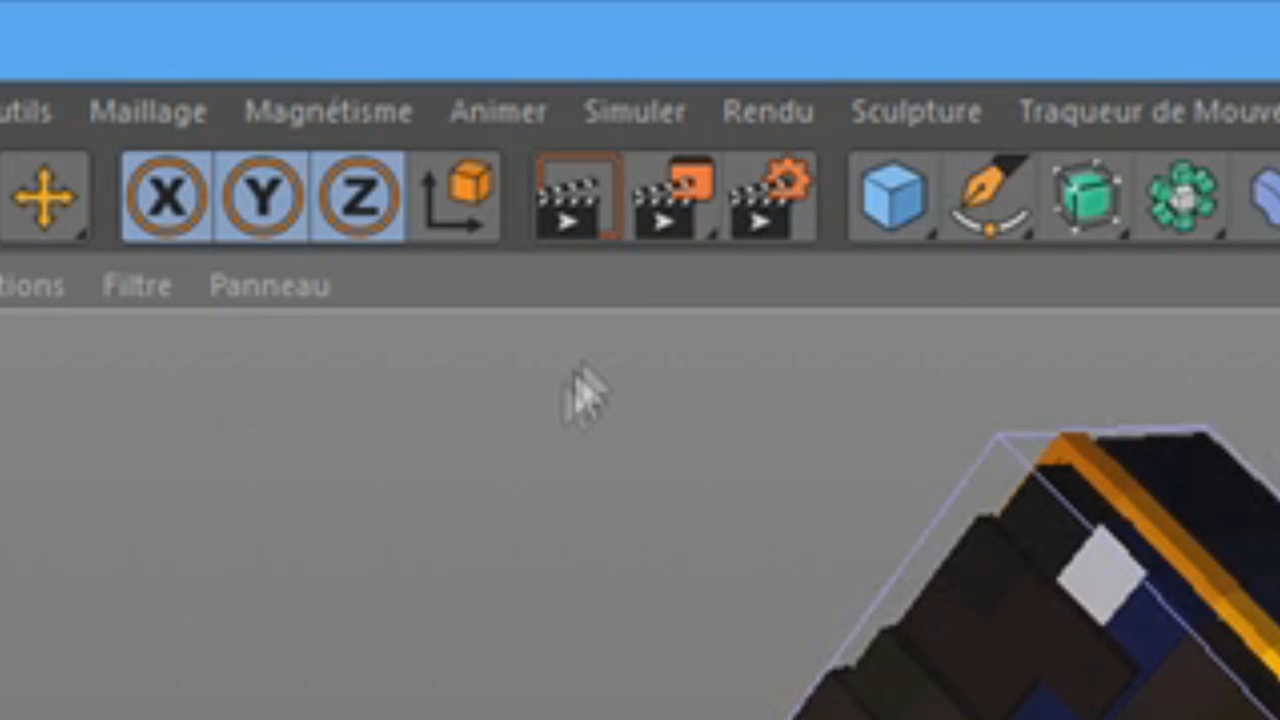 utils Maillage Magnétisme Animer Simuler Rendu Sculpture Traqueur de Mouve
X Y Z
tions Filtre Panneau